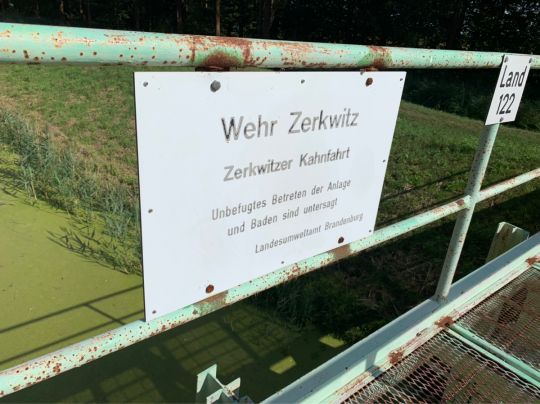 Wehr Zerkwitz
Zerkwitzer Kahnfahrt
Unbefugtes Betreten der Anlage
und Baden sind untersagt
Landesumweltamt Brandenburg
Land
122